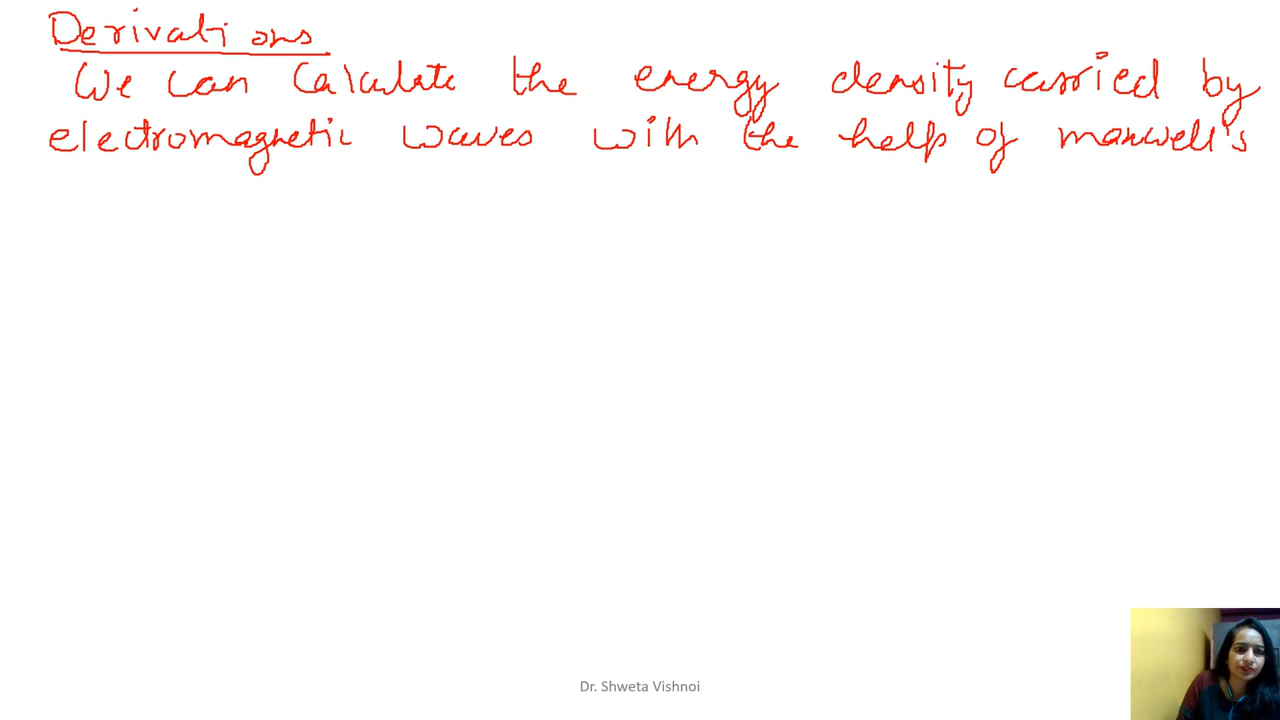 Derivations
We can Calculate the energy density carried by
electromagnetic waves with the help of maxwell's
Dr. Shweta Vishnoi